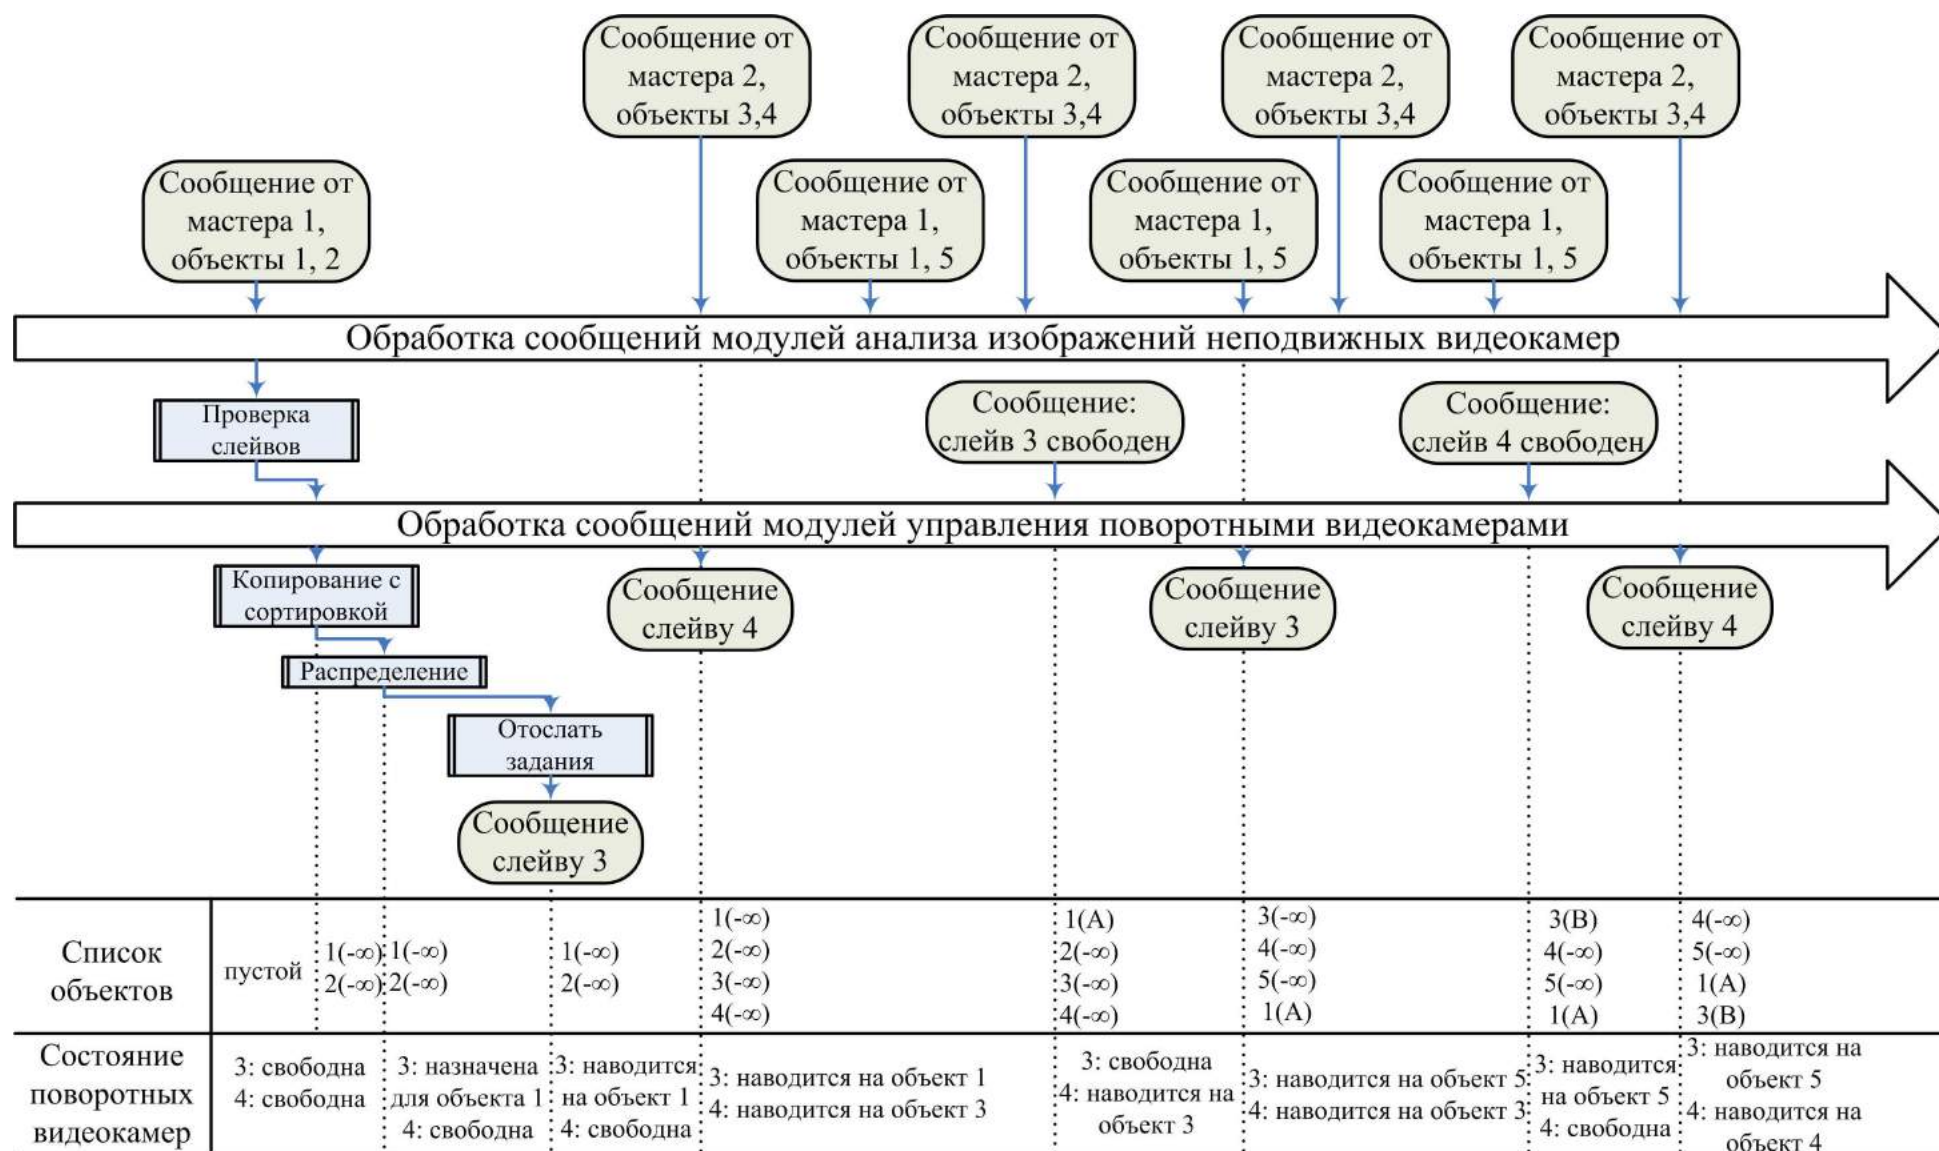 Сообщение от
мастера 2,
объекты 3,4
Сообщение от
мастера 2,
объекты 3,4
Сообщение от
мастера 2,
объекты 3,4
Сообщение от
мастера 2,
объекты 3,4
Сообщение от
мастера 1,
объекты 1, 2
Сообщение от
мастера 1,
объекты 1, 5
Сообщение от
мастера 1,
объекты 1, 5
Сообщение от
мастера 1,
объекты 1, 5
Обработка сообщений модулей анализа изображений неподвижных видеокамер
Проверка
слейвов
Сообщение:
слейв 3 свободен
Сообщение:
слейв 4 свободен
Обработка сообщений модулей управления поворотными видеокамерами
Копирование с
сортировкой
Сообщение
слейву 4
Сообщение
слейву 3
Сообщение
слейву 4
Распределение
Отослать
задания
Сообщение
слейву 3
Список
объектов
пустой
1(-∞)
2(-∞)
1(-∞)
2(-∞)
1(-∞)
2(-∞)
1(-∞)
2(-∞)
3(-∞)
4(-∞)
1(A)
2(-∞)
3(-∞)
4(-∞)
3(-∞)
4(-∞)
5(-∞)
1(A)
3(B)
4(-∞)
5(-∞)
1(A)
4(-∞)
5(-∞)
1(A)
3(B)
Состояние
поворотных
видеокамер
3: свободна
4: свободна
3: назначена
для объекта 1
4: свободна
3: наводится
на объект 1
4: свободна
3: наводится на объект 1
4: наводится на объект 3
3: свободна
4: наводится на
объект 3
3: наводится на объект 5
4: наводится на объект 3
3: наводится
на объект 5
4: свободна
3: наводится на
объект 5
4: наводится на
объект 4